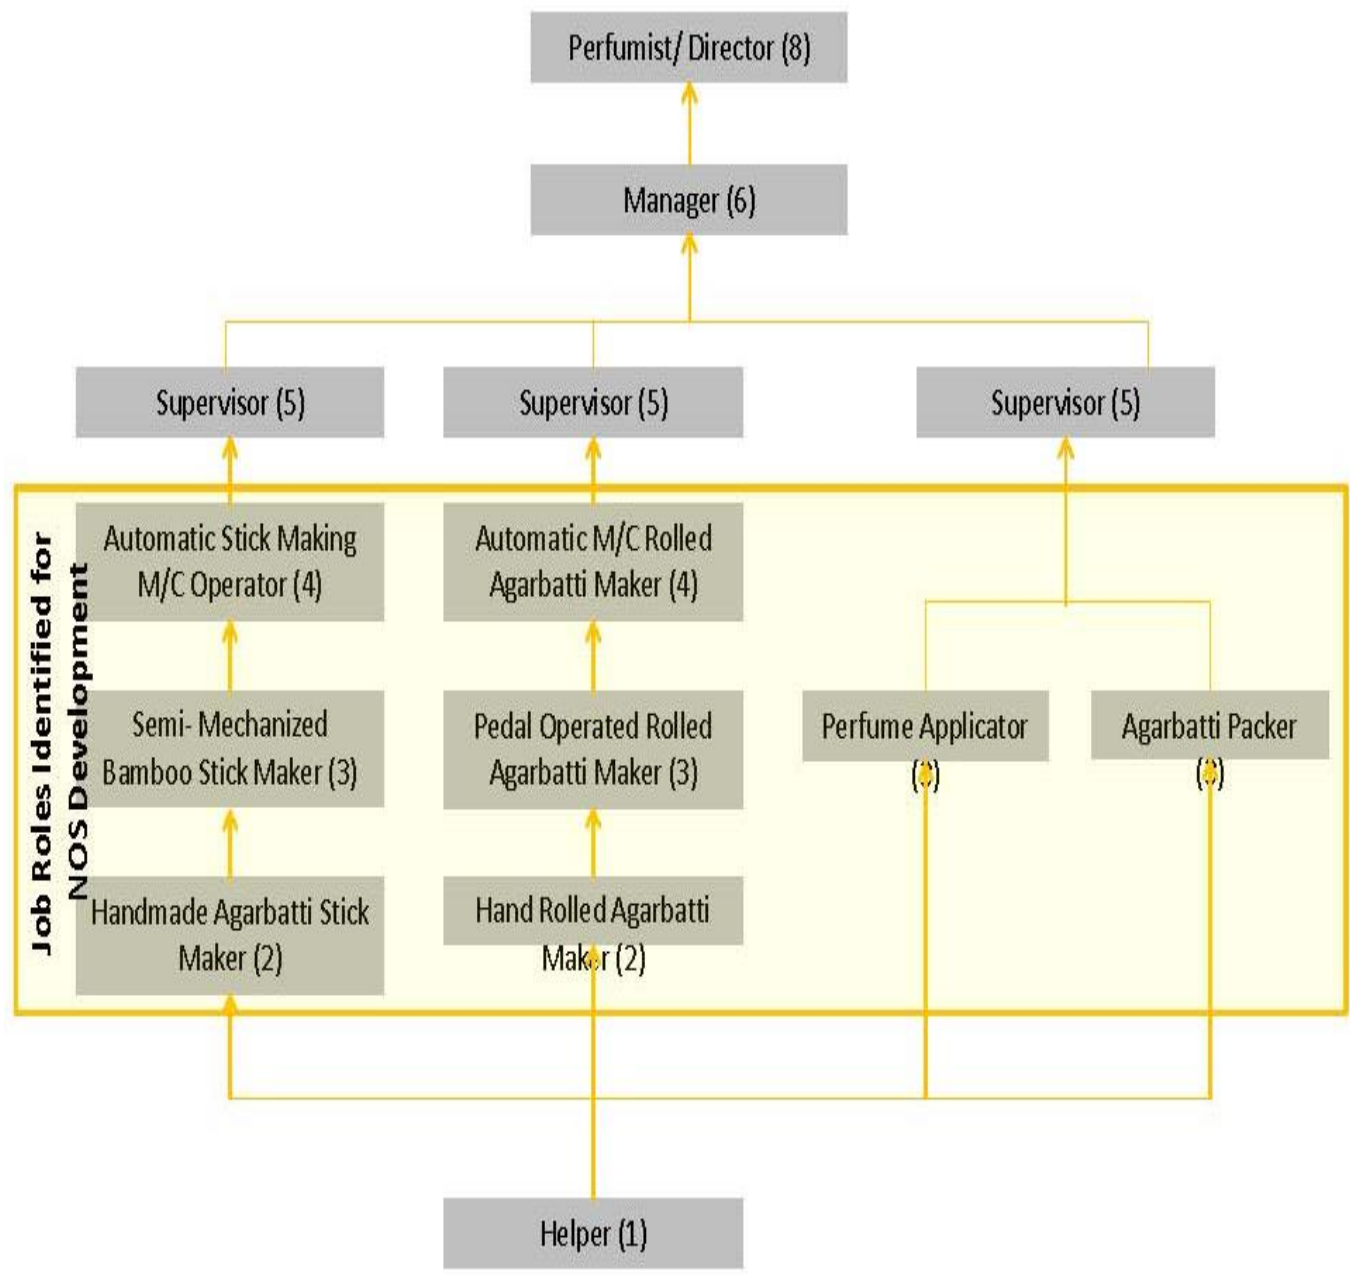 Perfumist/ Director (8)
Manager (6)
Supervisor (5)
Supervisor (5)
Supervisor (5)
Job Roles Identified for
NOS Development
Automatic Stick Making
M/C Operator (4)
Automatic M/C Rolled
Agarbatti Maker (4)
Semi- Mechanized
Bamboo Stick Maker (3)
Pedal Operated Rolled
Agarbatti Maker (3)
Perfume Applicator
Agarbatti Packer
Handmade Agarbatti Stick
Maker (2)
Hand Rolled Agarbatti
Maker (2)
Helper (1)